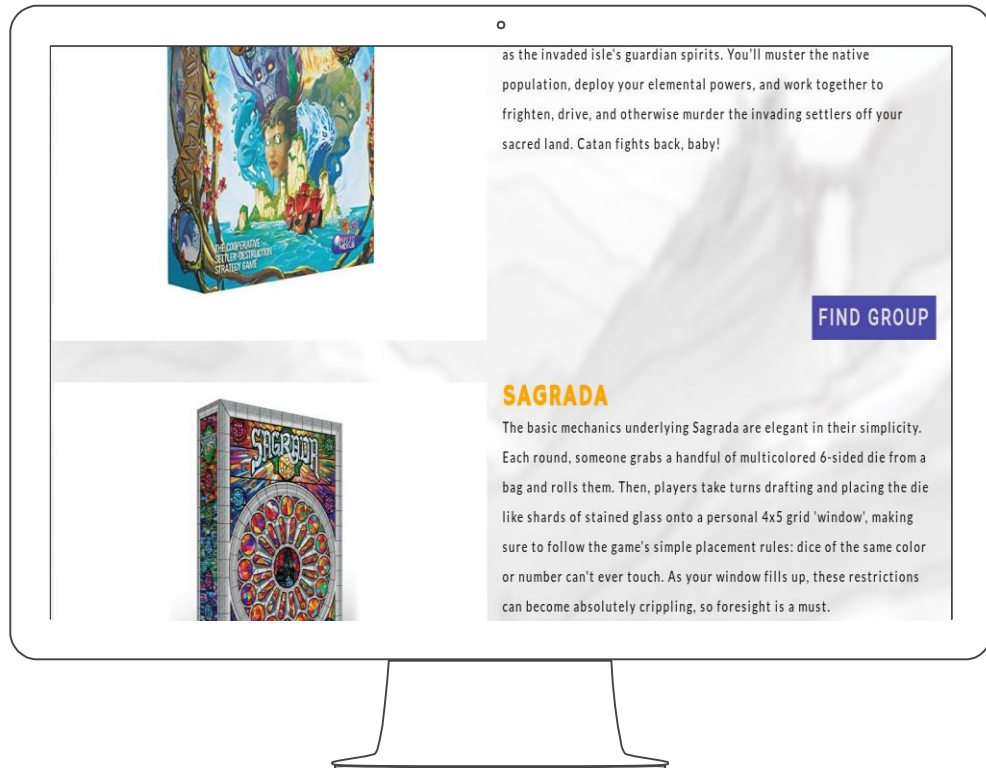 as the invaded isle's guardian spirits. You'll muster the native
population, deploy your elemental powers, and work together to
frighten, drive, and otherwise murder the invading settlers off your
sacred land. Catan fights back, baby!
THE COOPERATIVE
SETTLER-DESTRUCTION
STRATEGY GAME
FIND GROUP
SAGRADA
SAGRADA
The basic mechanics underlying Sagrada are elegant in their simplicity.
Each round, someone grabs a handful of multicolored 6-sided die from a
bag and rolls them. Then, players take turns drafting and placing the die
like shards of stained glass onto a personal 4x5 grid 'window', making
sure to follow the game's simple placement rules: dice of the same color
or number can't ever touch. As your window fills up, these restrictions
can become absolutely crippling, so foresight is a must.